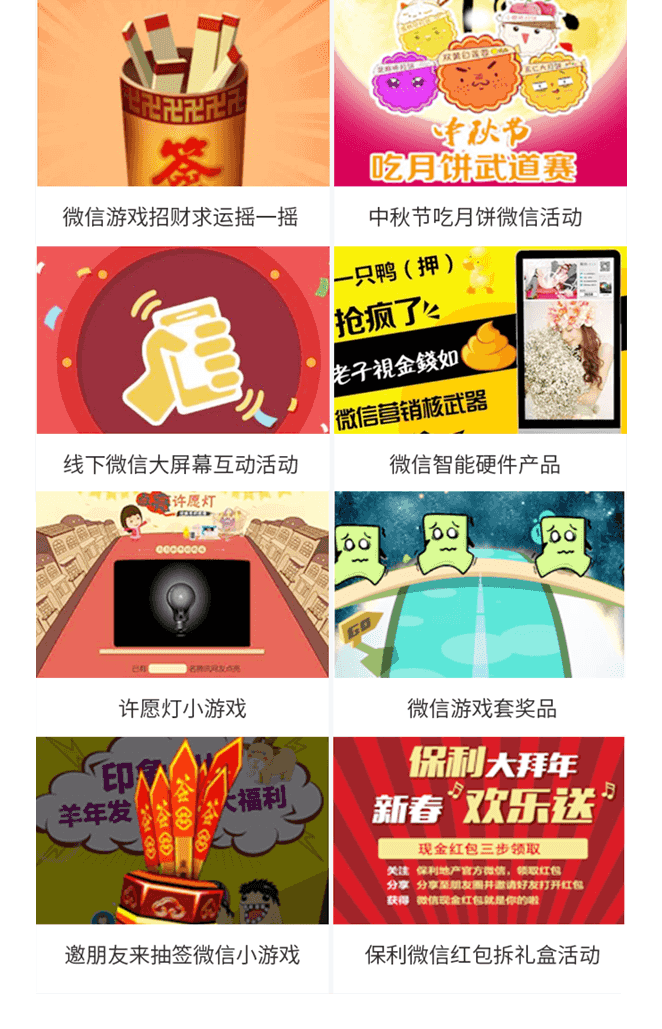 签
中秋节
吃月饼武道赛
微信游戏招财求运摇一摇
中秋节吃月饼微信活动
一只鸭（押）
抢疯了
老子視金錢如
微信营销核武器
线下微信大屏幕互动活动
微信智能硬件产品
许愿灯
GO
许愿灯小游戏
微信游戏套奖品
羊年发
大福利
签
签
签
保利大拜年
新春
欢乐送
现金红包三步领取
关注 保利地产官方微信，领取红包
分享 分享至朋友圈并邀请好友打开红包
获得 微信现金红包就是你的啦
邀朋友来抽签微信小游戏
保利微信红包拆礼盒活动